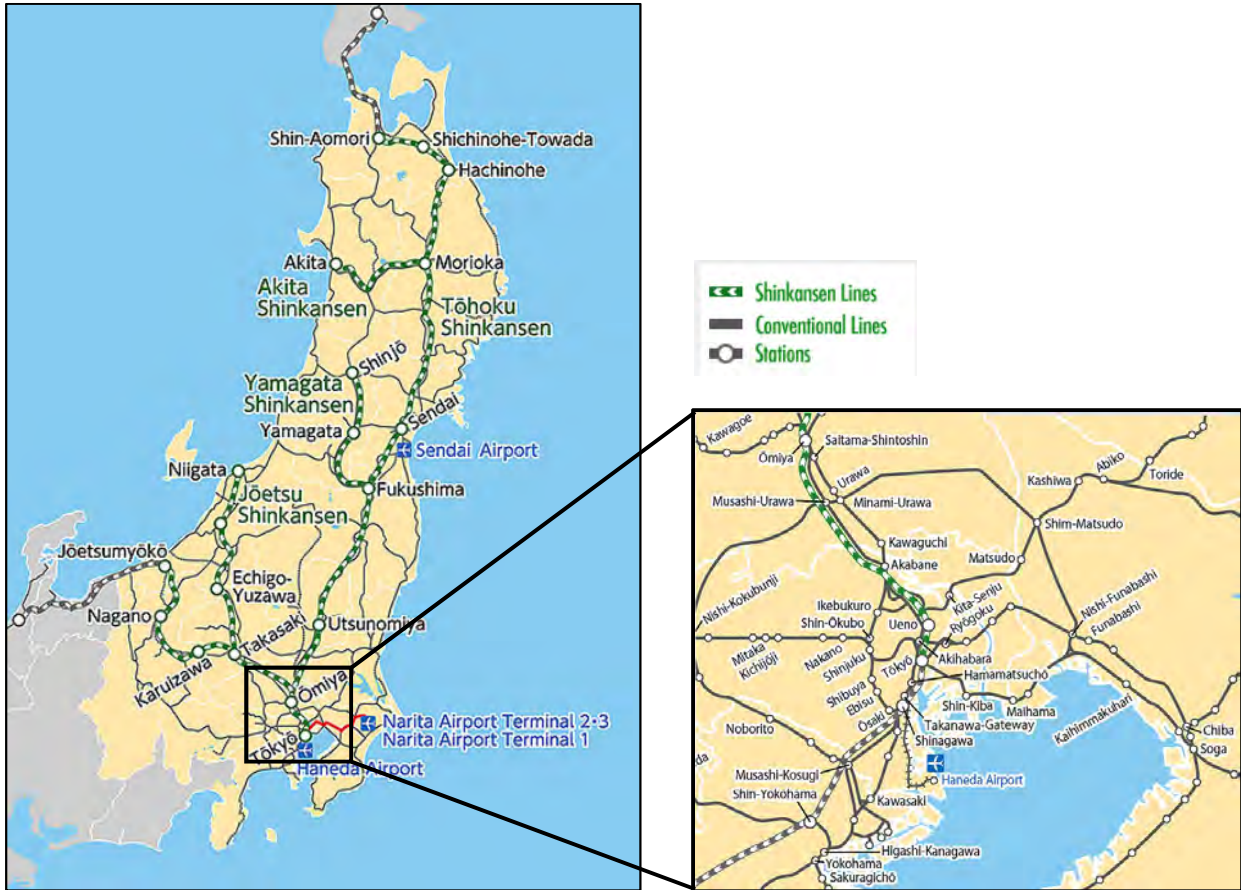 Shin-Aomori
Shichinohe-Towada
Hachinohe
Akita
Morioka
Akita
Shinkansen
Tōhoku
Shinkansen
Shinjō
Yamagata
Shinkansen
Yamagata
Sendai
Sendai Airport
Niigata
Fukushima
Jōetsu
Shinkansen
Jōetsumyōkō
Echigo-
Yuzawa
Nagano
Takasaki
Utsunomiya
Karuizawa
Ōmiya
Narita Airport Terminal 2•3
Narita Airport Terminal 1
Tōkyō
Haneda Airport
Shinkansen Lines
Conventional Lines
Stations
Kawagoe
Saitama-Shintoshin
Ōmiya
Urawa
Kashiwa
Abiko
Toride
Musashi-Urawa
Minami-Urawa
Shim-Matsudo
Kawaguchi
Matsudo
Akabane
Nishi-Kokubunji
Ikebukuro
Kita-Senju
Nishi-Funabashi
Shin-Ōkubo
Ueno
Ryōgoku
Funabashi
Mitaka
Kichijōji
Nakano
Shinjuku
Tōkyō
Akihabara
Shibuya
Hamamatsuchō
Ebisu
Shin-Kiba
Maihama
Ōsaki
Takanawa-Gateway
Kaihimmakuhari
Noborito
Shinagawa
Chiba
Soga
da
Musashi-Kosugi
Haneda Airport
Shin-Yokohama
Kawasaki
Higashi-Kanagawa
Yokohama
Sakuragichō